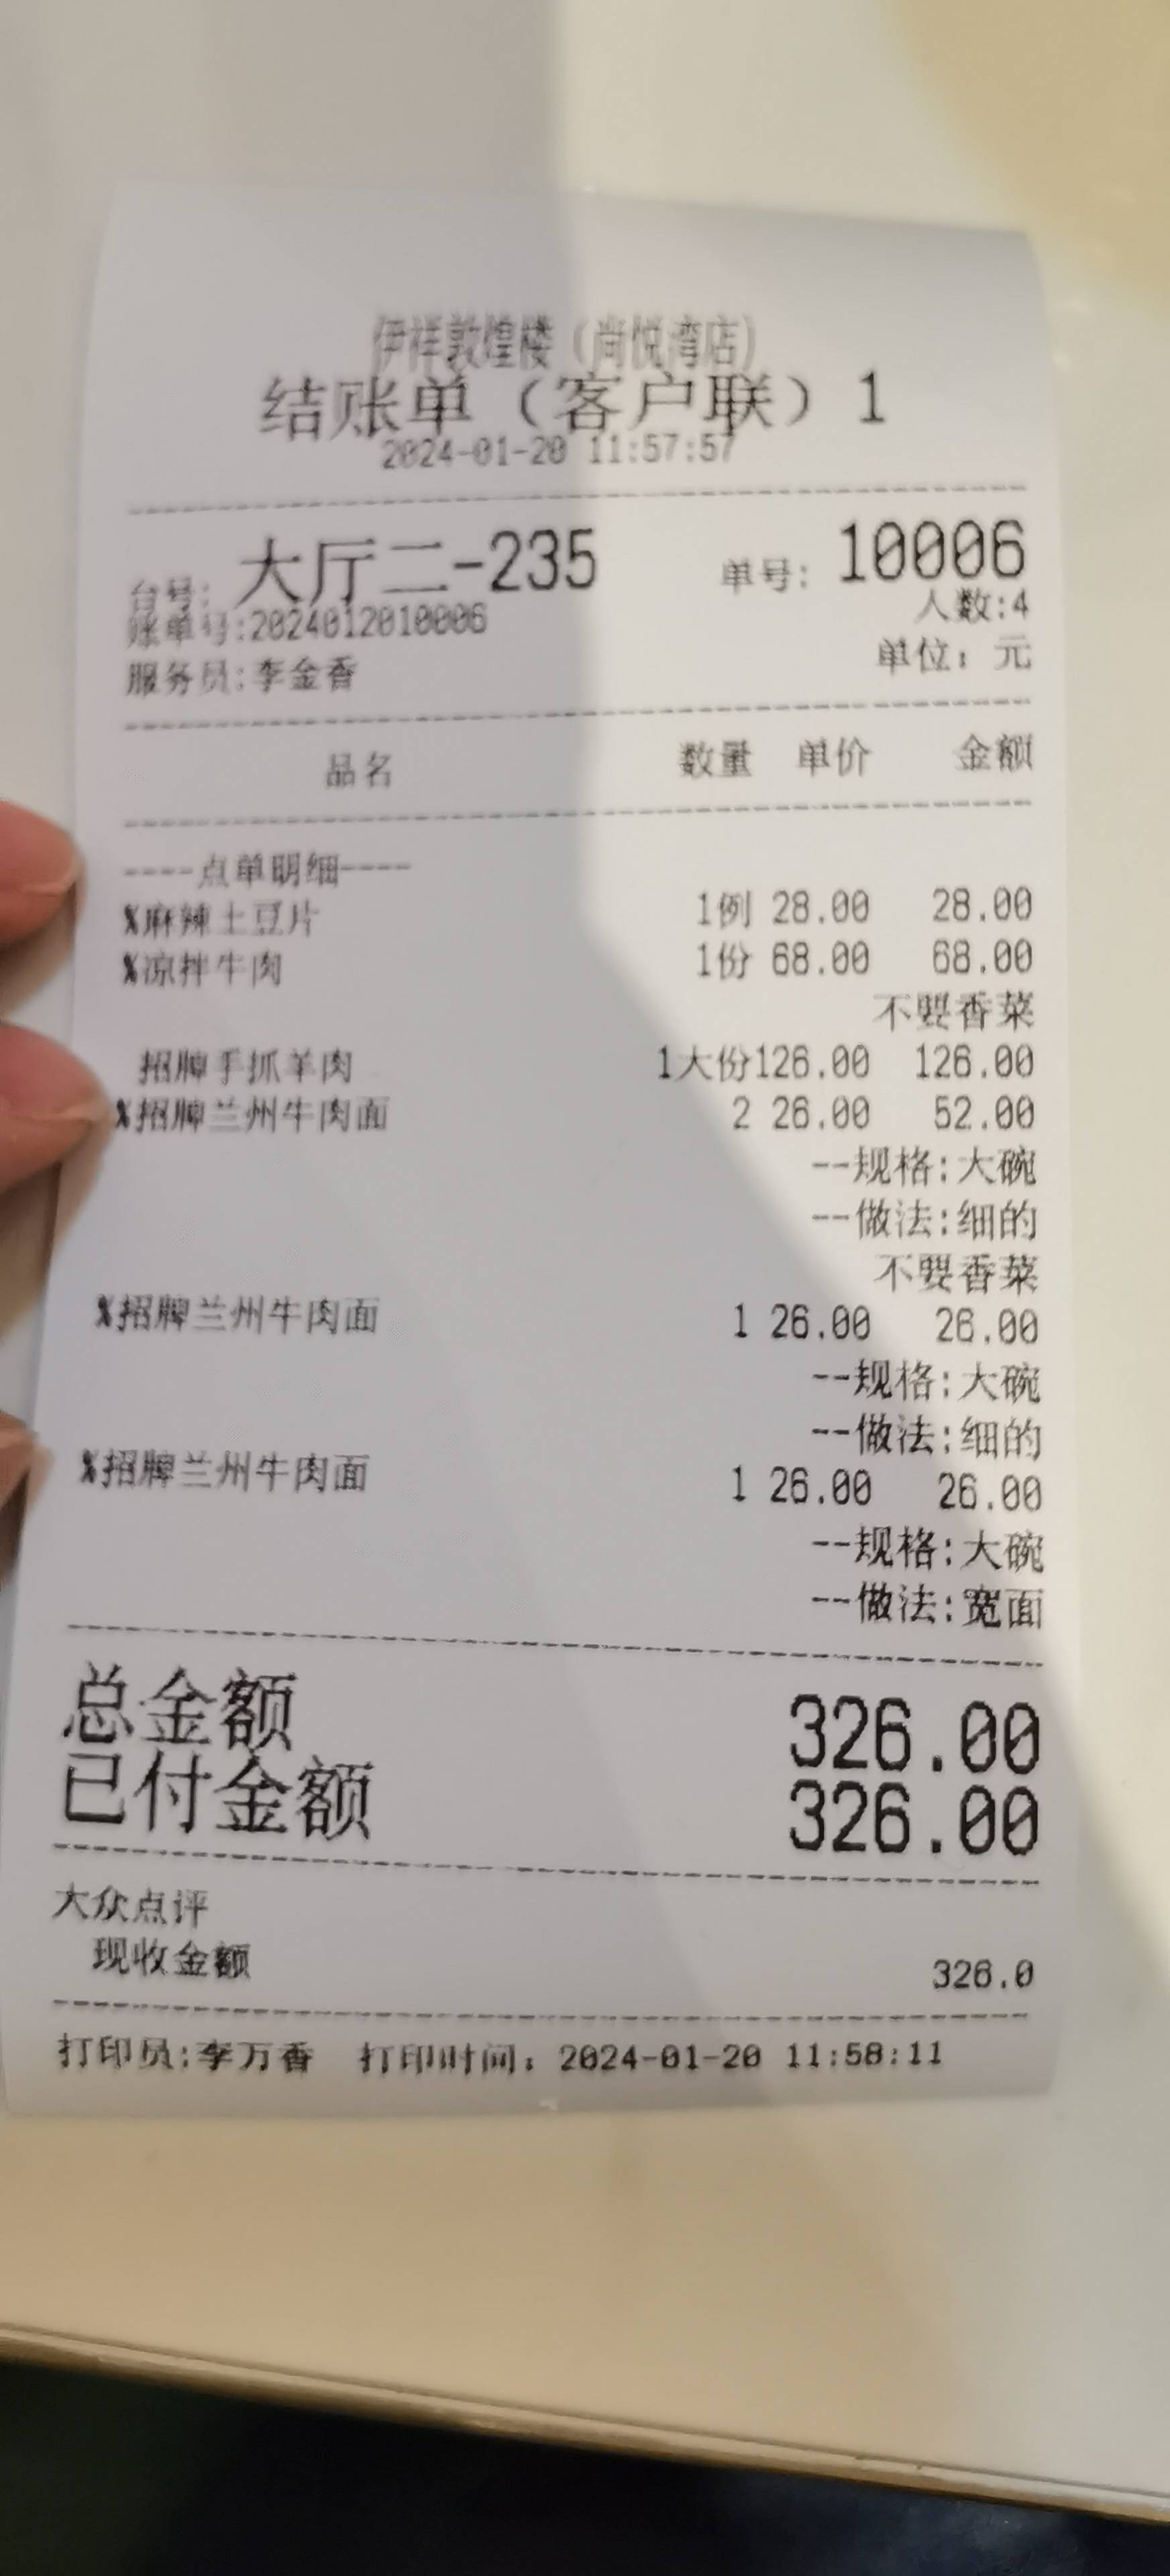 伊祥敦煌楼（尚悦湾店）
结账单（客户联）1
2024-01-20 11:57:57
台号: 大厅二-235 单号: 10006
账单号:2024012010006 人数:4
服务员:李金香 单位：元
品名 数量 单价 金额
----点单明细----
%麻辣土豆片 1例 28.00 28.00
%凉拌牛肉 1份 68.00 68.00
不要香菜
招牌手抓羊肉 1大份126.00 126.00
%招牌兰州牛肉面 2 26.00 52.00
--规格:大碗
--做法:细的
不要香菜
%招牌兰州牛肉面 1 26.00 26.00
--规格:大碗
--做法:细的
%招牌兰州牛肉面 1 26.00 26.00
--规格:大碗
--做法:宽面
总金额 326.00
已付金额 326.00
大众点评
现收金额 326.0
打印员:李万香 打印时间：2024-01-20 11:58:11